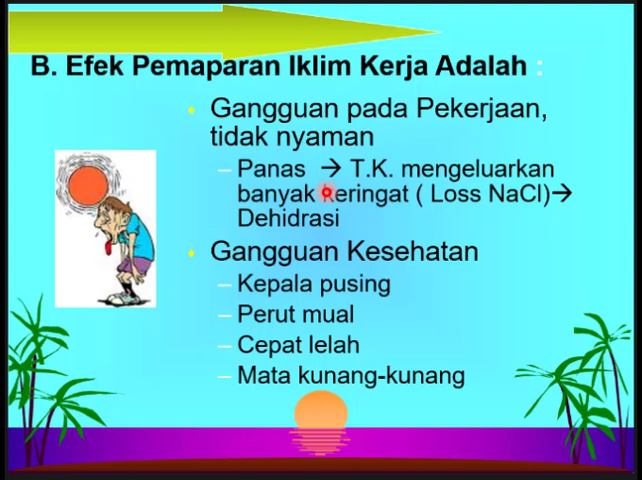 B. Efek Pemaparan Iklim Kerja Adalah :
Gangguan pada Pekerjaan,
tidak nyaman
– Panas → T.K. mengeluarkan
banyak keringat ( Loss NaCl)→
Dehidrasi
Gangguan Kesehatan
– Kepala pusing
– Perut mual
– Cepat lelah
– Mata kunang-kunang